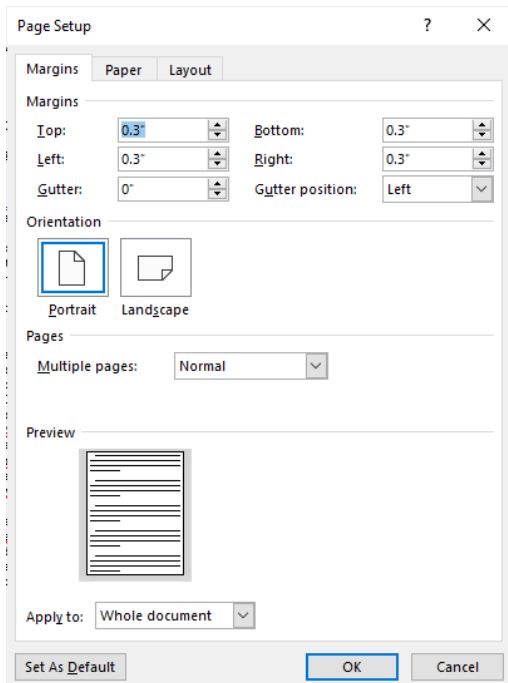 Page Setup ? ×
Margins Paper Layout
Margins
Top: 0.3" Bottom: 0.3"
Left: 0.3" Right: 0.3"
Gutter: 0" Gutter position: Left
Orientation
Portrait Landscape
Pages
Multiple pages: Normal
Preview
Apply to: Whole document
Set As Default OK Cancel